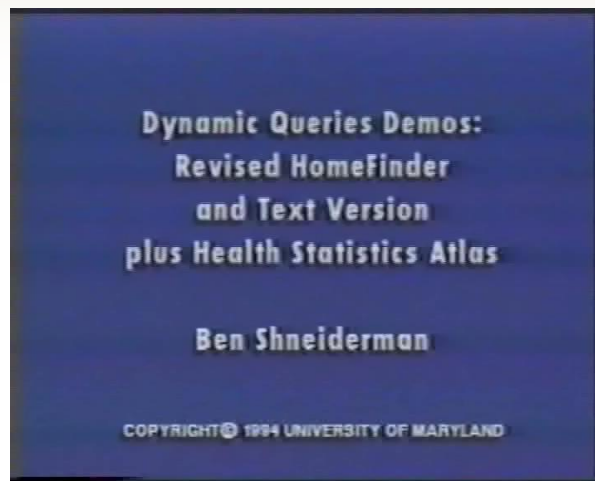 Dynamic Queries Demos:
Revised HomeFinder
and Text Version
plus Health Statistics Atlas
Ben Shneiderman
COPYRIGHT© 1994 UNIVERSITY OF MARYLAND